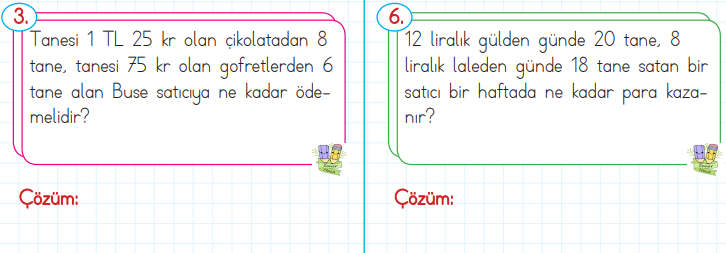 3.
Tanesi 1 TL 25 kr olan çikolatadan 8
tane, tanesi 75 kr olan gofretlerden 6
tane alan Buse satıcıya ne kadar öde-
melidir?
Çözüm:
6.
12 liralık gülden günde 20 tane, 8
liralık laleden günde 18 tane satan bir
satıcı bir haftada ne kadar para kaza-
nır?
Çözüm: